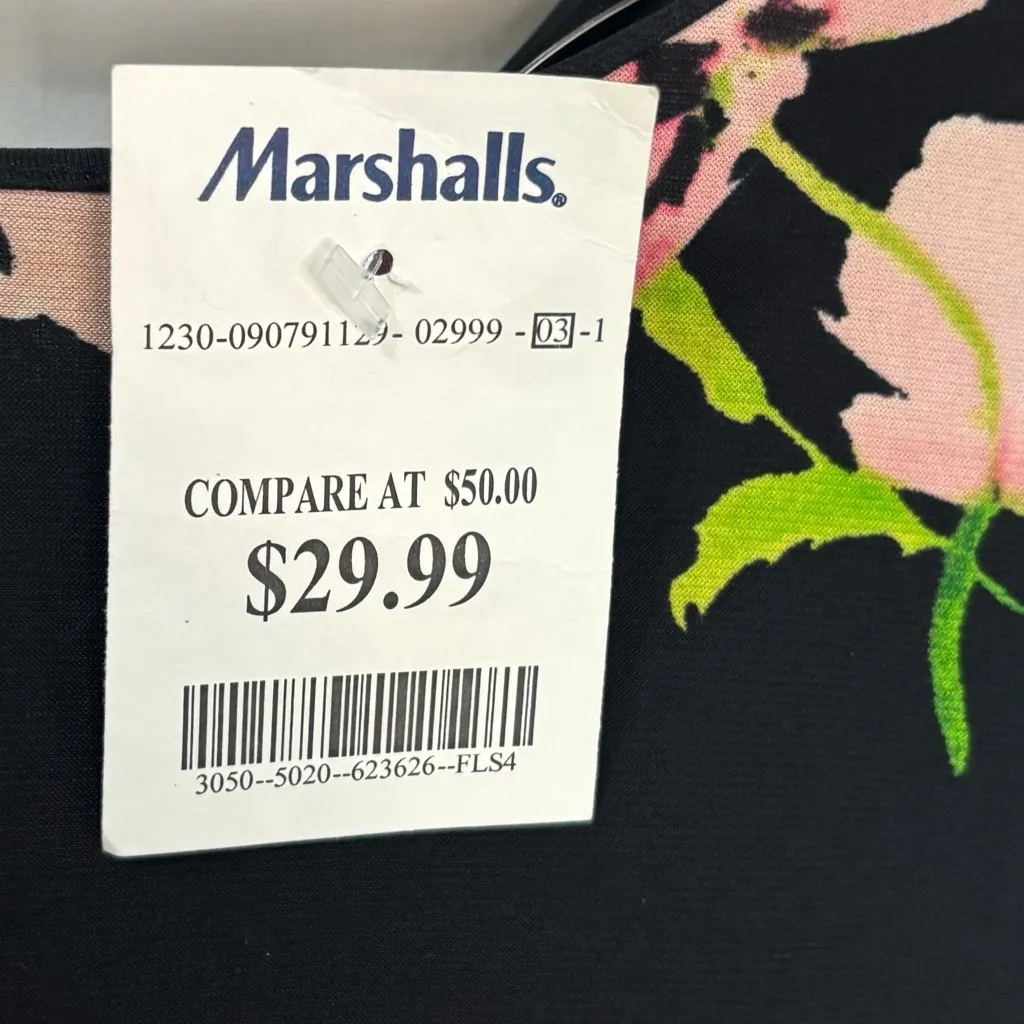 Marshalls®
1230-090791129- 02999 -03-1
COMPARE AT $50.00
$29.99
3050--5020--623626--FLS4